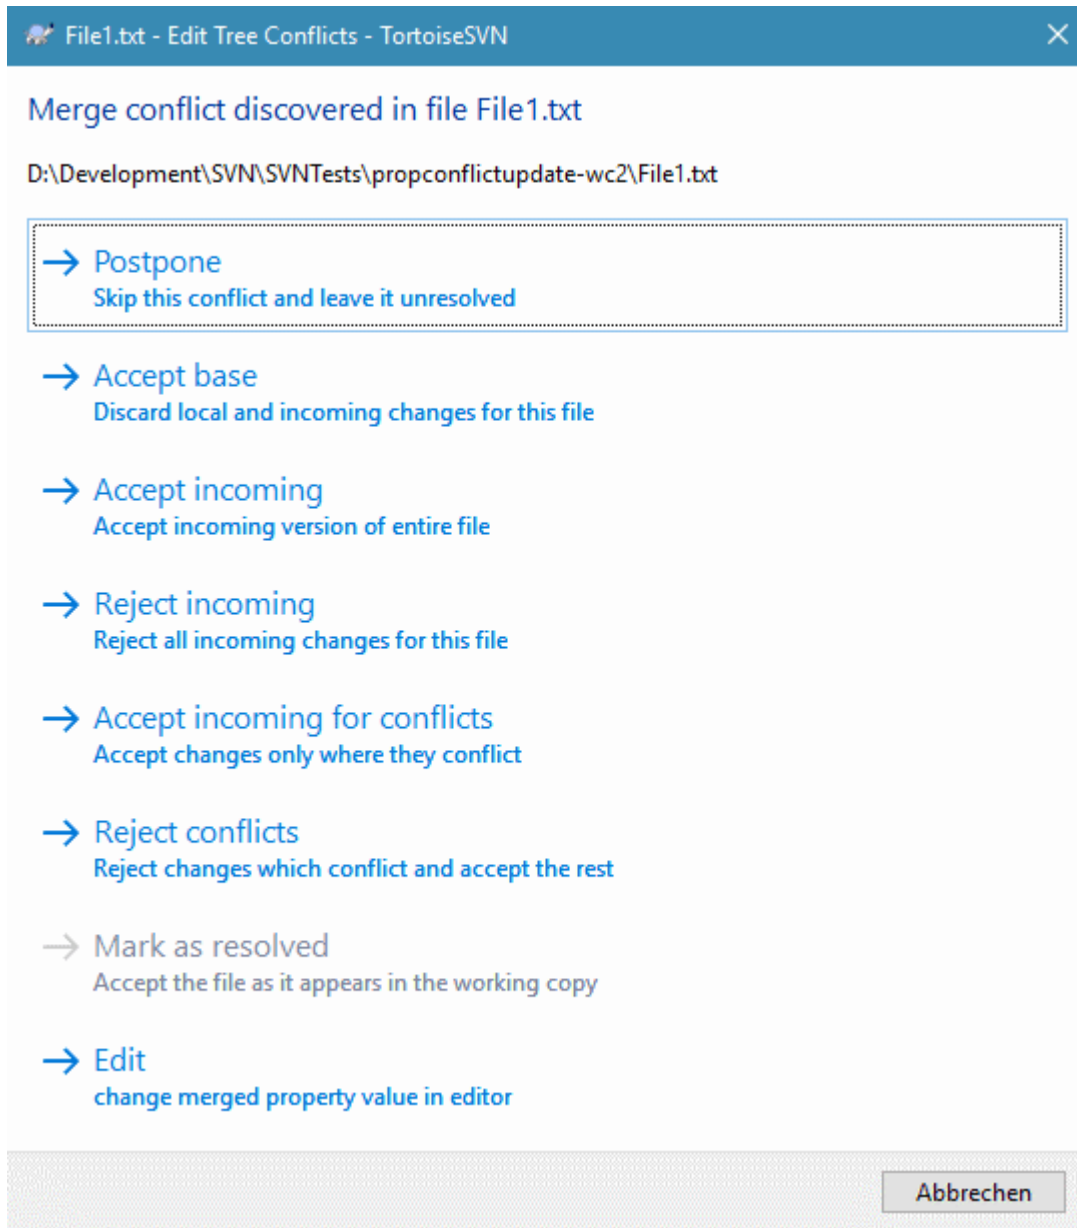 File1.txt - Edit Tree Conflicts - TortoiseSVN
Merge conflict discovered in file File1.txt
D:\Development\SVN\SVNTests\propconflictupdate-wc2\File1.txt
Postpone
Skip this conflict and leave it unresolved
Accept base
Discard local and incoming changes for this file
Accept incoming
Accept incoming version of entire file
Reject incoming
Reject all incoming changes for this file
Accept incoming for conflicts
Accept changes only where they conflict
Reject conflicts
Reject changes which conflict and accept the rest
Mark as resolved
Accept the file as it appears in the working copy
Edit
change merged property value in editor
Abbrechen